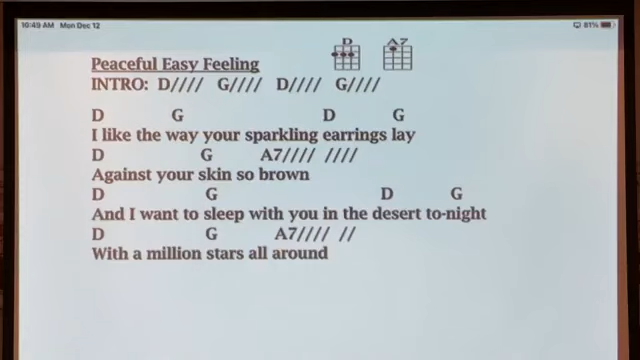 10:49 AM Mon Dec 12
81%
D A7
Peaceful Easy Feeling
INTRO: D//// G//// D//// G////
D G D G
I like the way your sparkling earrings lay
D G A7//// ////
Against your skin so brown
D G D G
And I want to sleep with you in the desert to-night
D G A7//// //
With a million stars all around